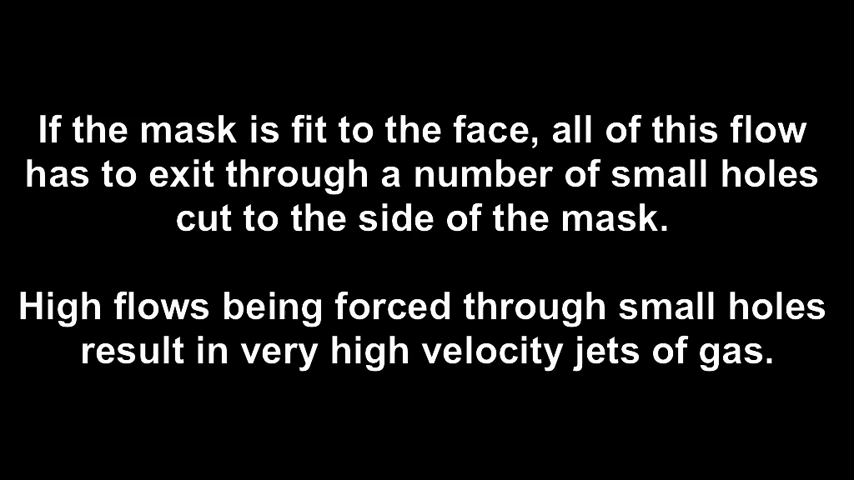 If the mask is fit to the face, all of this flow
has to exit through a number of small holes
cut to the side of the mask.
High flows being forced through small holes
result in very high velocity jets of gas.